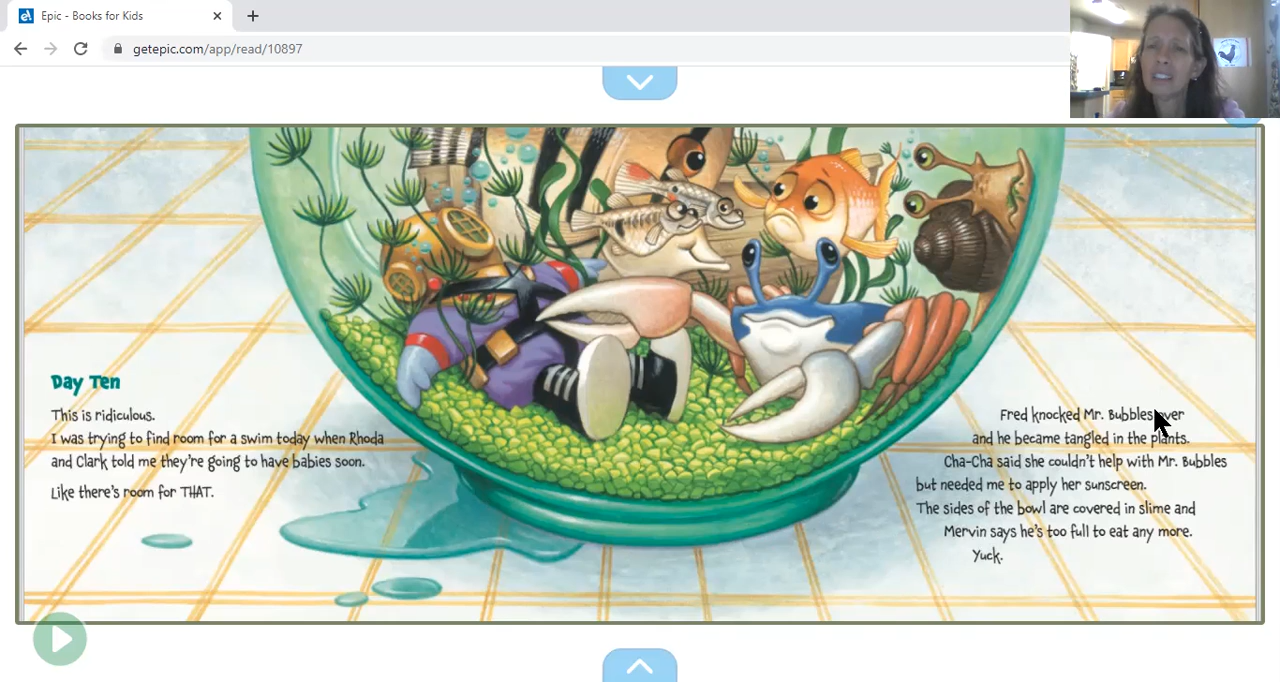 Epic - Books for Kids
getepic.com/app/read/10897
Day Ten
This is ridiculous.
I was trying to find room for a swim today when Rhoda
and Clark told me they're going to have babies soon.
Like there's room for THAT.
Fred knocked Mr. Bubbles over
and he became tangled in the plants.
Cha-Cha said she couldn't help with Mr. Bubbles
but needed me to apply her sunscreen.
The sides of the bowl are covered in slime and
Mervin says he's too full to eat any more.
Yuck.